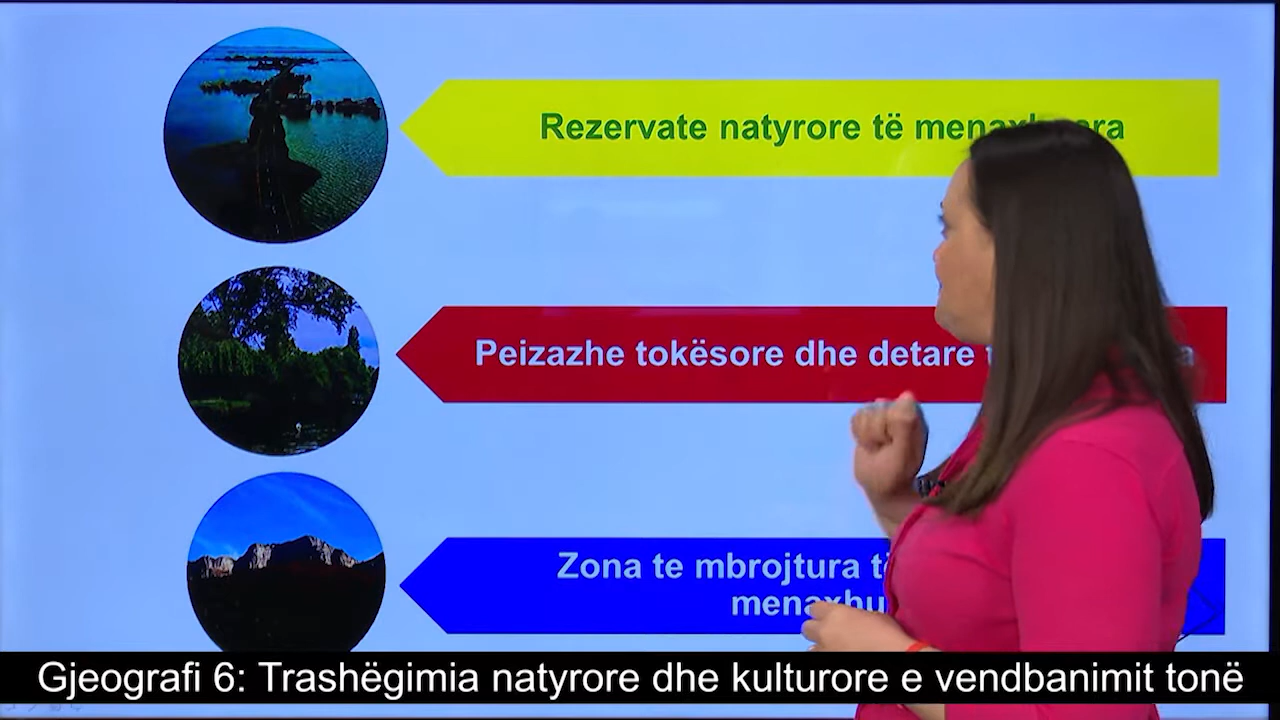 Rezervate natyrore të
Peizazhe tokësore dhe detare
Zona te mbrojtura
Gjeografi 6: Trashëgimia natyrore dhe kulturore e vendbanimit tonë